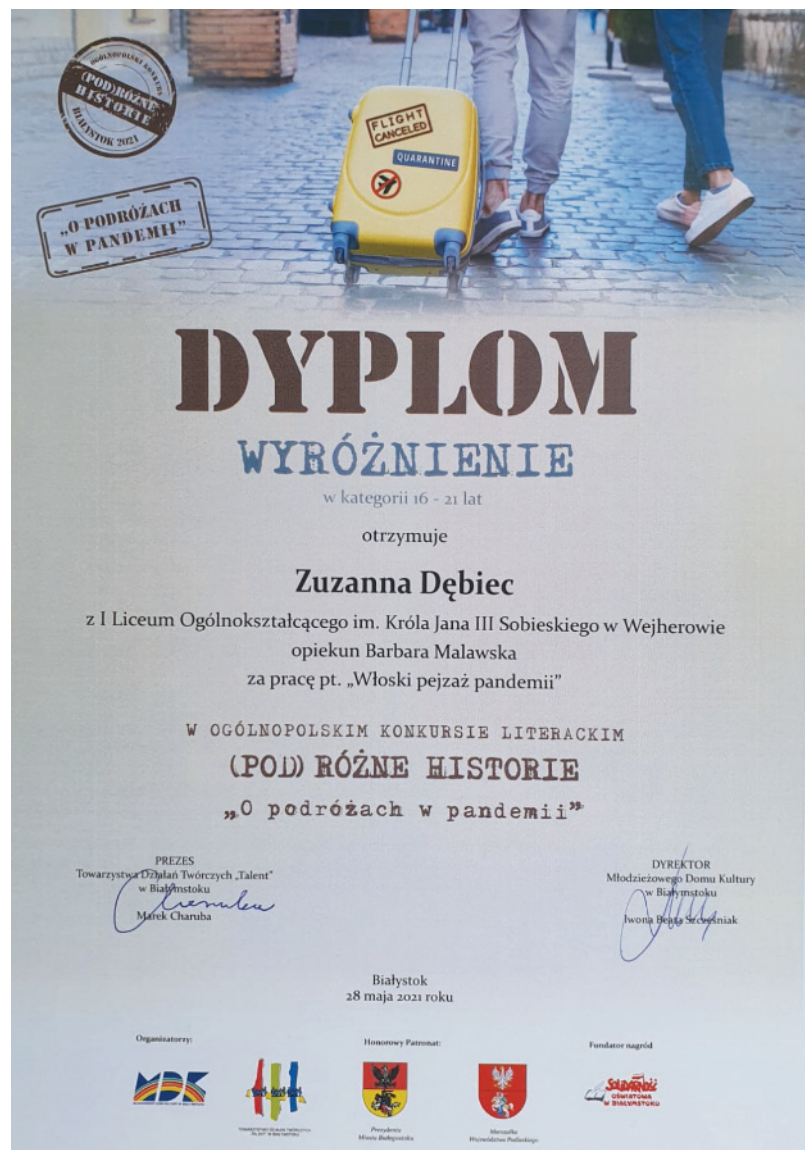 OGÓLNOPOLSKI KONKURS
(POD)RÓŻNE
HISTORIE
BIAŁYSTOK 2021
FLIGHT
CANCELED
QUARANTINE
„O PODRÓŻACH
W PANDEMII”
DYPLOM
WYRÓŻNIENIE
w kategorii 16 - 21 lat
otrzymuje
Zuzanna Dębiec
z I Liceum Ogólnokształcącego im. Króla Jana III Sobieskiego w Wejherowie
opiekun Barbara Malawska
za pracę pt. „Włoski pejzaż pandemii”
W OGÓLNOPOLSKIM KONKURSIE LITERACKIM
(POD) RÓŻNE HISTORIE
„O podróżach w pandemii”
PREZES
Towarzystwa Działań Twórczych „Talent”
w Białymstoku
Marek Charuba
DYREKTOR
Młodzieżowego Domu Kultury
w Białymstoku
Iwona Beata Szcześniak
Białystok
28 maja 2021 roku
Organizatorzy:
Honorowy Patronat:
Fundator nagród
MDK
SOLIDARNOŚĆ
OŚWIATOWA
W BIAŁYMSTOKU
Prezydenta
Miasta Białegostoku
Marszałka
Województwa Podlaskiego